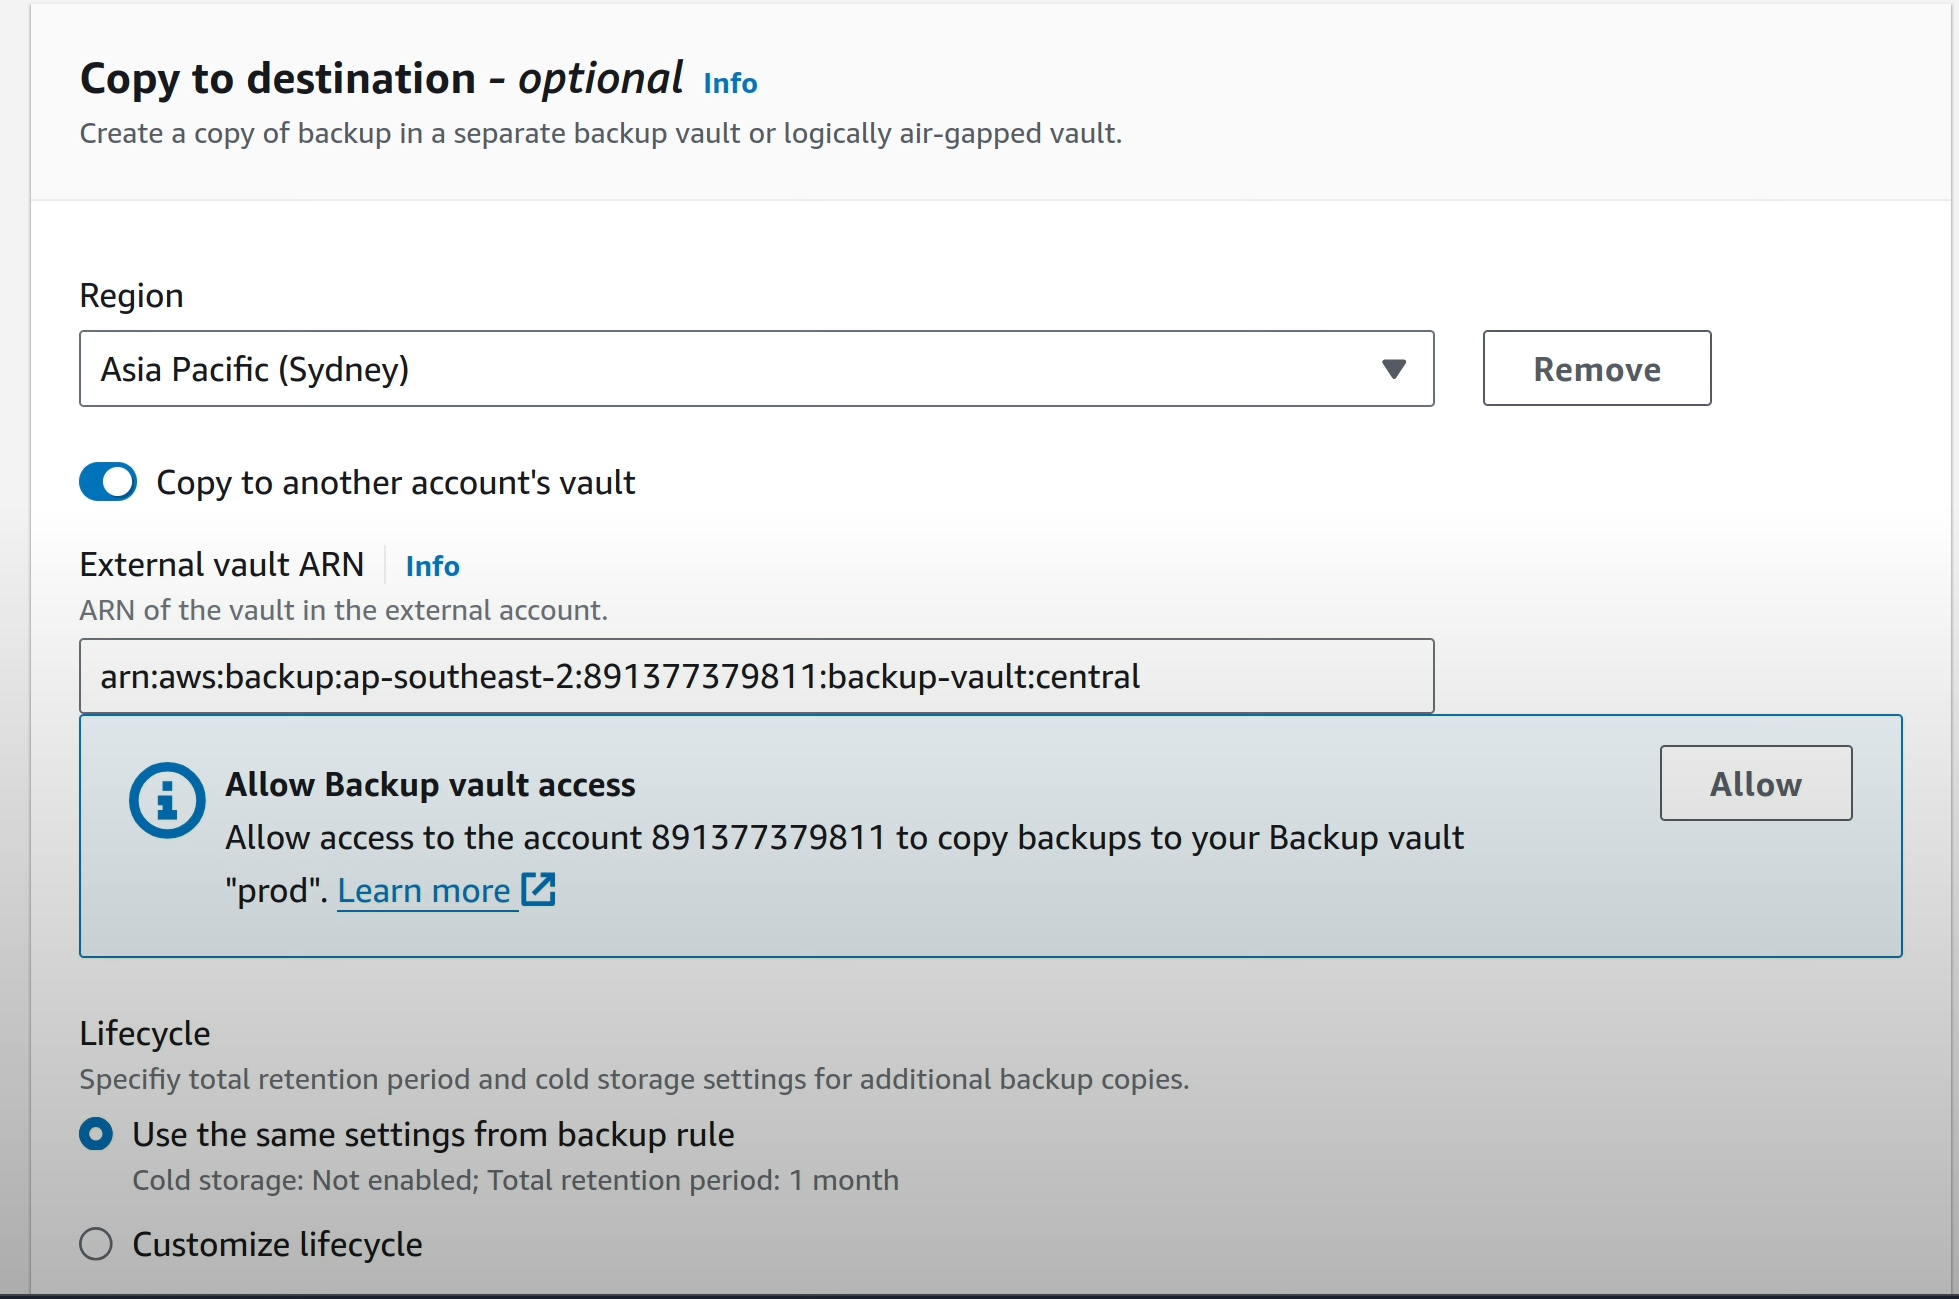 Copy to destination – optional Info
Create a copy of backup in a separate backup vault or logically air-gapped vault.
Region
Asia Pacific (Sydney)
Remove
Copy to another account's vault
External vault ARN Info
ARN of the vault in the external account.
arn:aws:backup:ap-southeast-2:891377379811:backup-vault:central
Allow Backup vault access
Allow
Allow access to the account 891377379811 to copy backups to your Backup vault
"prod". Learn more
Lifecycle
Specifiy total retention period and cold storage settings for additional backup copies.
Use the same settings from backup rule
Cold storage: Not enabled; Total retention period: 1 month
Customize lifecycle